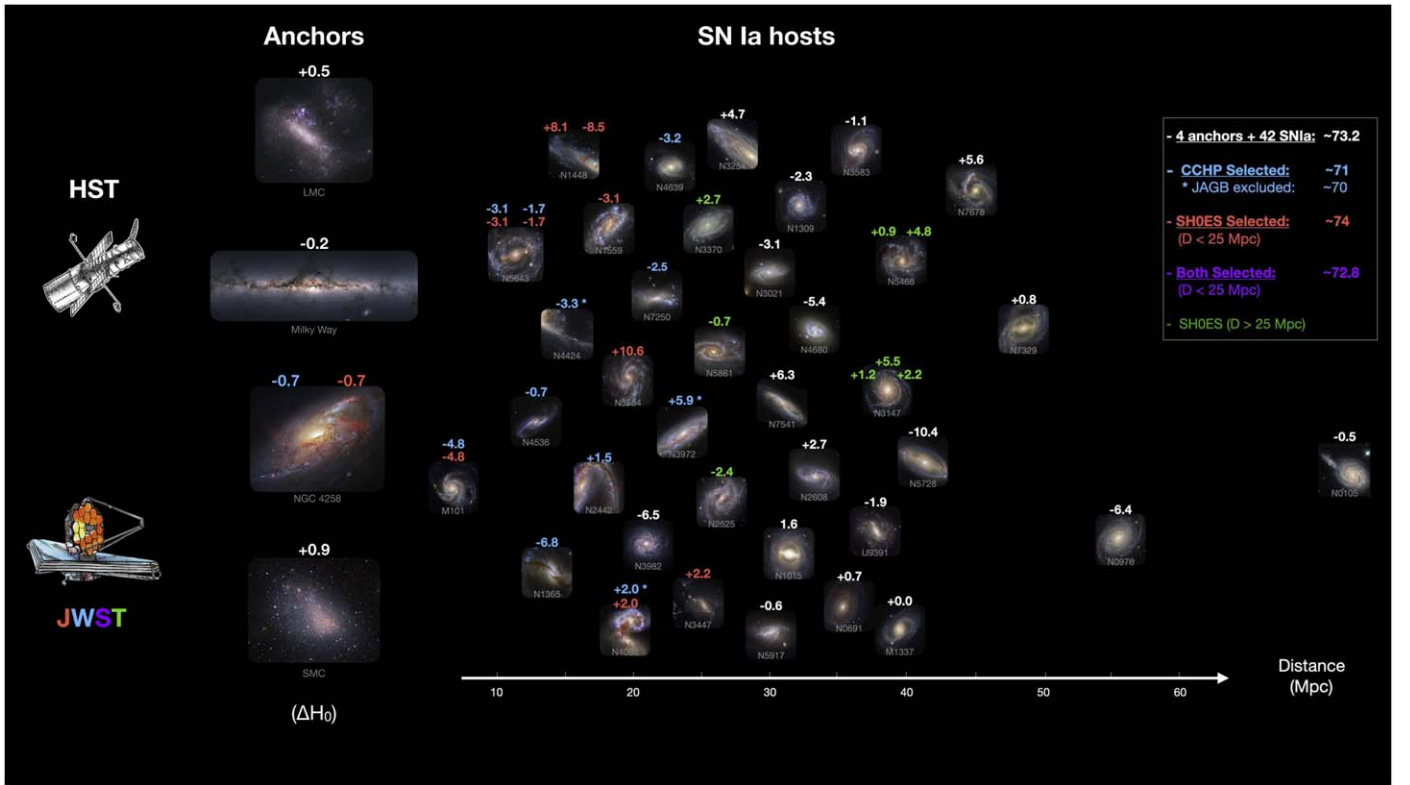 Anchors
SN Ia hosts
HST
JWST
+0.5
LMC
-0.2
Milky Way
-0.7 -0.7
NGC 4258
+0.9
SMC
(ΔH₀)
+8.1 -8.5
N1448
-3.2
N4639
+4.7
N3254
-1.1
N3583
+5.6
N7678
-3.1 -1.7
-3.1 -1.7
N5643
-3.1
N1559
+2.7
N3370
-2.3
N1309
+0.9 +4.8
N5468
-3.1
N3021
-2.5
N7250
-3.3 *
N4424
-0.7
N5861
-5.4
N4680
+0.8
N7329
+10.6
-0.7
N4536
+5.9 *
N3972
+6.3
N7541
+5.5
+1.2 +2.2
N3147
-4.8
-4.8
M101
+1.5
N2442
-2.4
N2525
+2.7
N2608
-10.4
N5728
-0.5
N0105
-6.8
N1365
-6.5
N3982
1.6
N1015
-1.9
U9391
-6.4
N0976
+2.0 *
+2.0
+2.2
N3447
-0.6
N5917
+0.7
N0691
+0.0
M1337
- 4 anchors + 42 SNIa: ~73.2
- CCHP Selected: ~71
* JAGB excluded: ~70
- SH0ES Selected: ~74
(D < 25 Mpc)
- Both Selected: ~72.8
(D < 25 Mpc)
- SH0ES (D > 25 Mpc)
10 20 30 40 50 60
Distance
(Mpc)